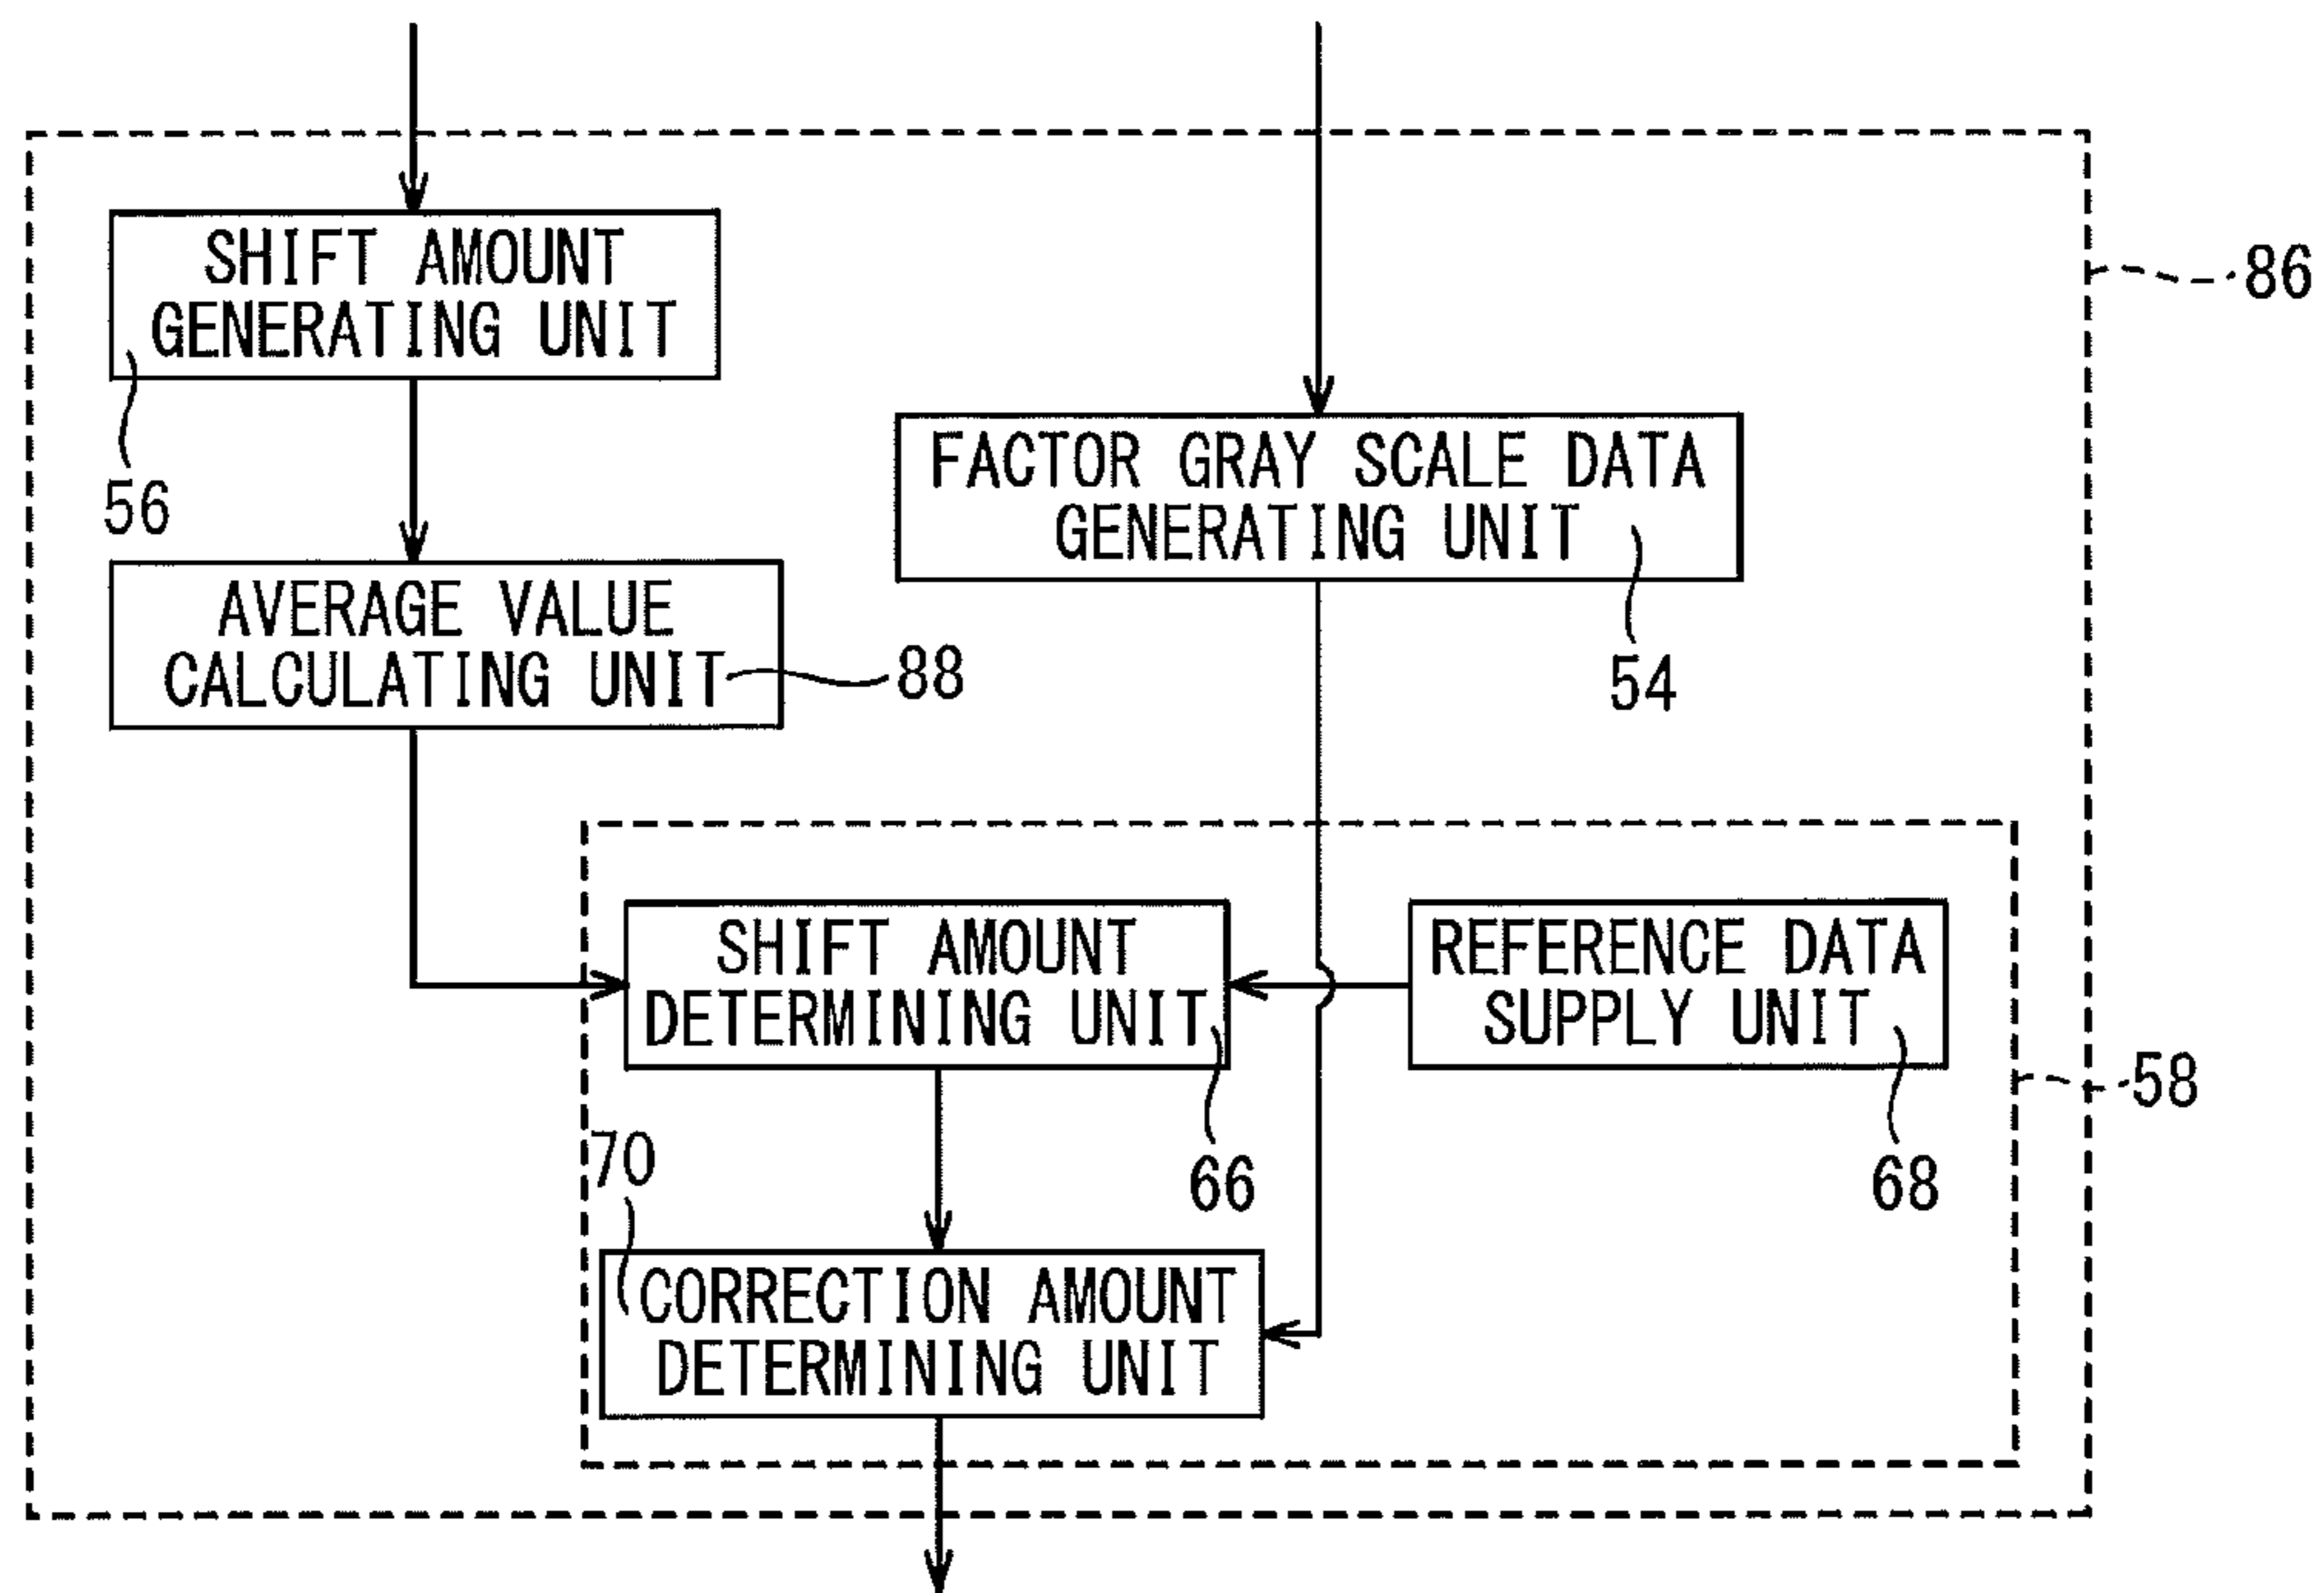 SHIFT AMOUNT
GENERATING UNIT
86
56
FACTOR GRAY SCALE DATA
GENERATING UNIT
54
AVERAGE VALUE
CALCULATING UNIT
88
SHIFT AMOUNT
DETERMINING UNIT
66
REFERENCE DATA
SUPPLY UNIT
68
58
70
CORRECTION AMOUNT
DETERMINING UNIT